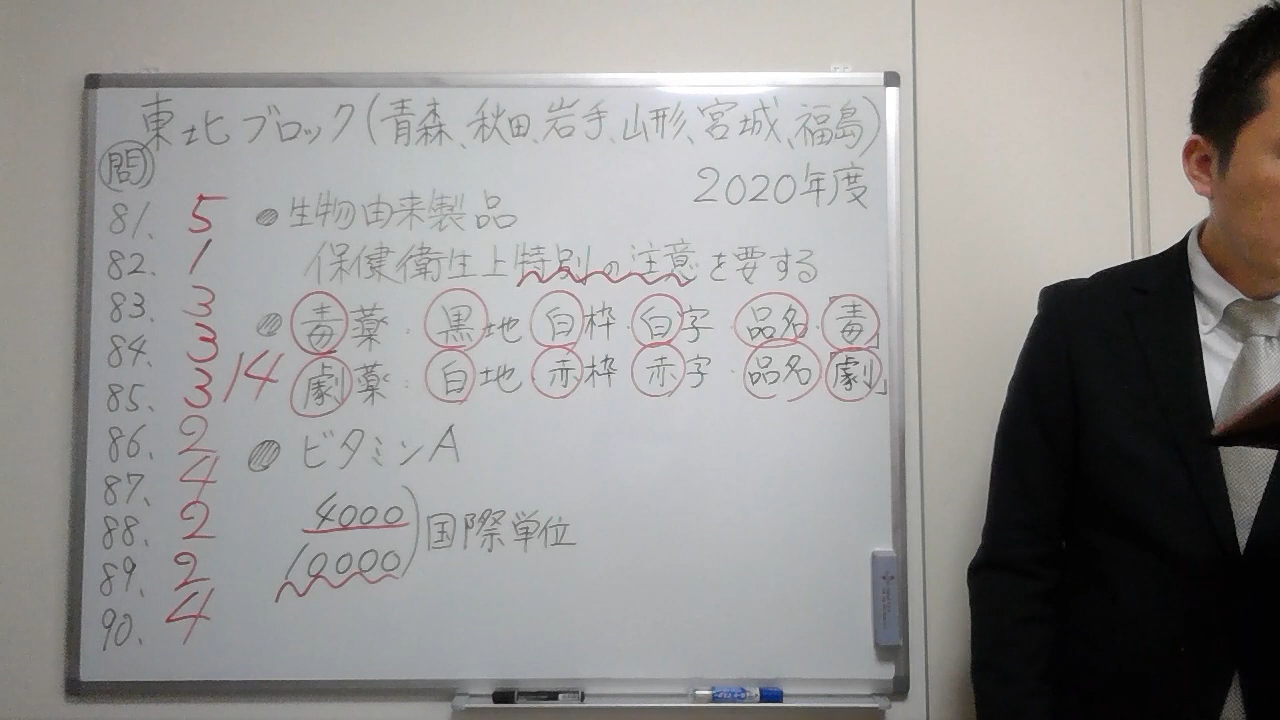 東北ブロック(青森、秋田、岩手、山形、宮城、福島)
2020年度
問
81. 5
82. 1
83. 3
84. 3
85. 3 14
86. 2
87. 4
88. 2
89. 2
90. 4
●生物由来製品
保健衛生上特別の注意を要する
●毒薬:黒地 白枠・白字・品名・「毒」
劇薬:白地 赤枠・赤字・品名「劇」
●ビタミンA
4000
10000)国際単位